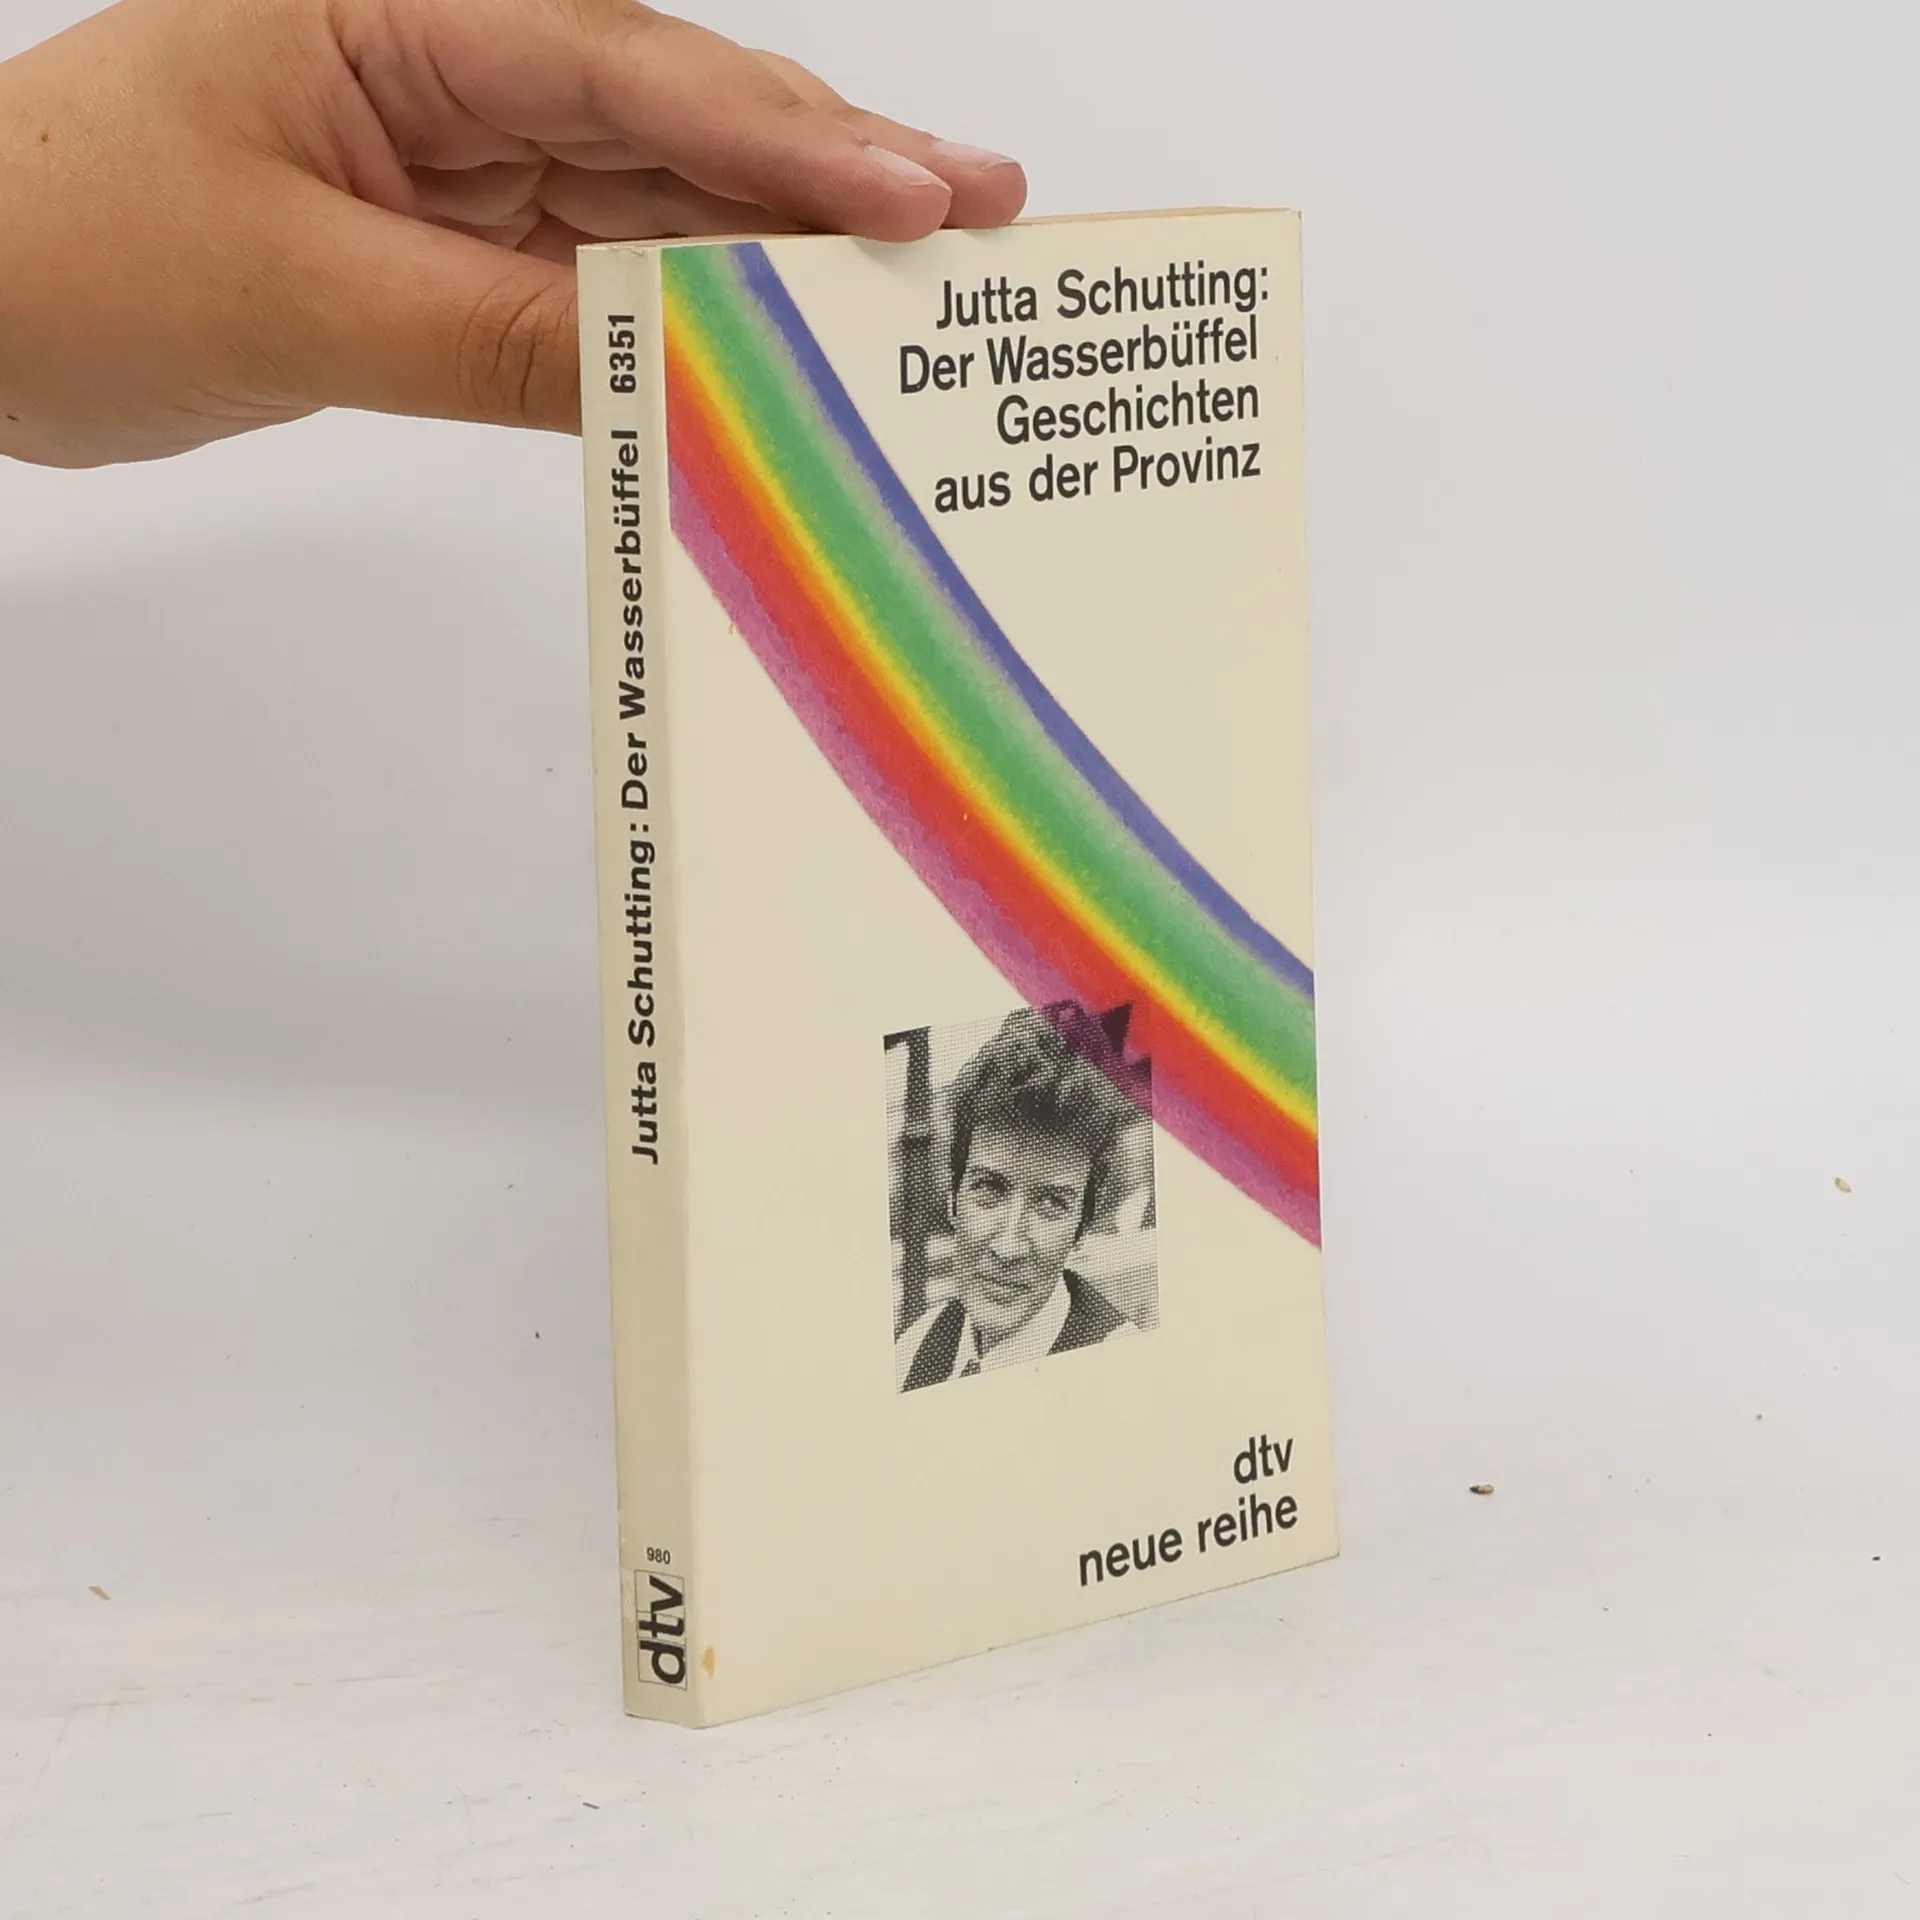 Jutta Schutting: Der Wasserbüffel 6351
980
dtv
Jutta Schutting:
Der Wasserbüffel
Geschichten
aus der Provinz
dtv
neue reihe